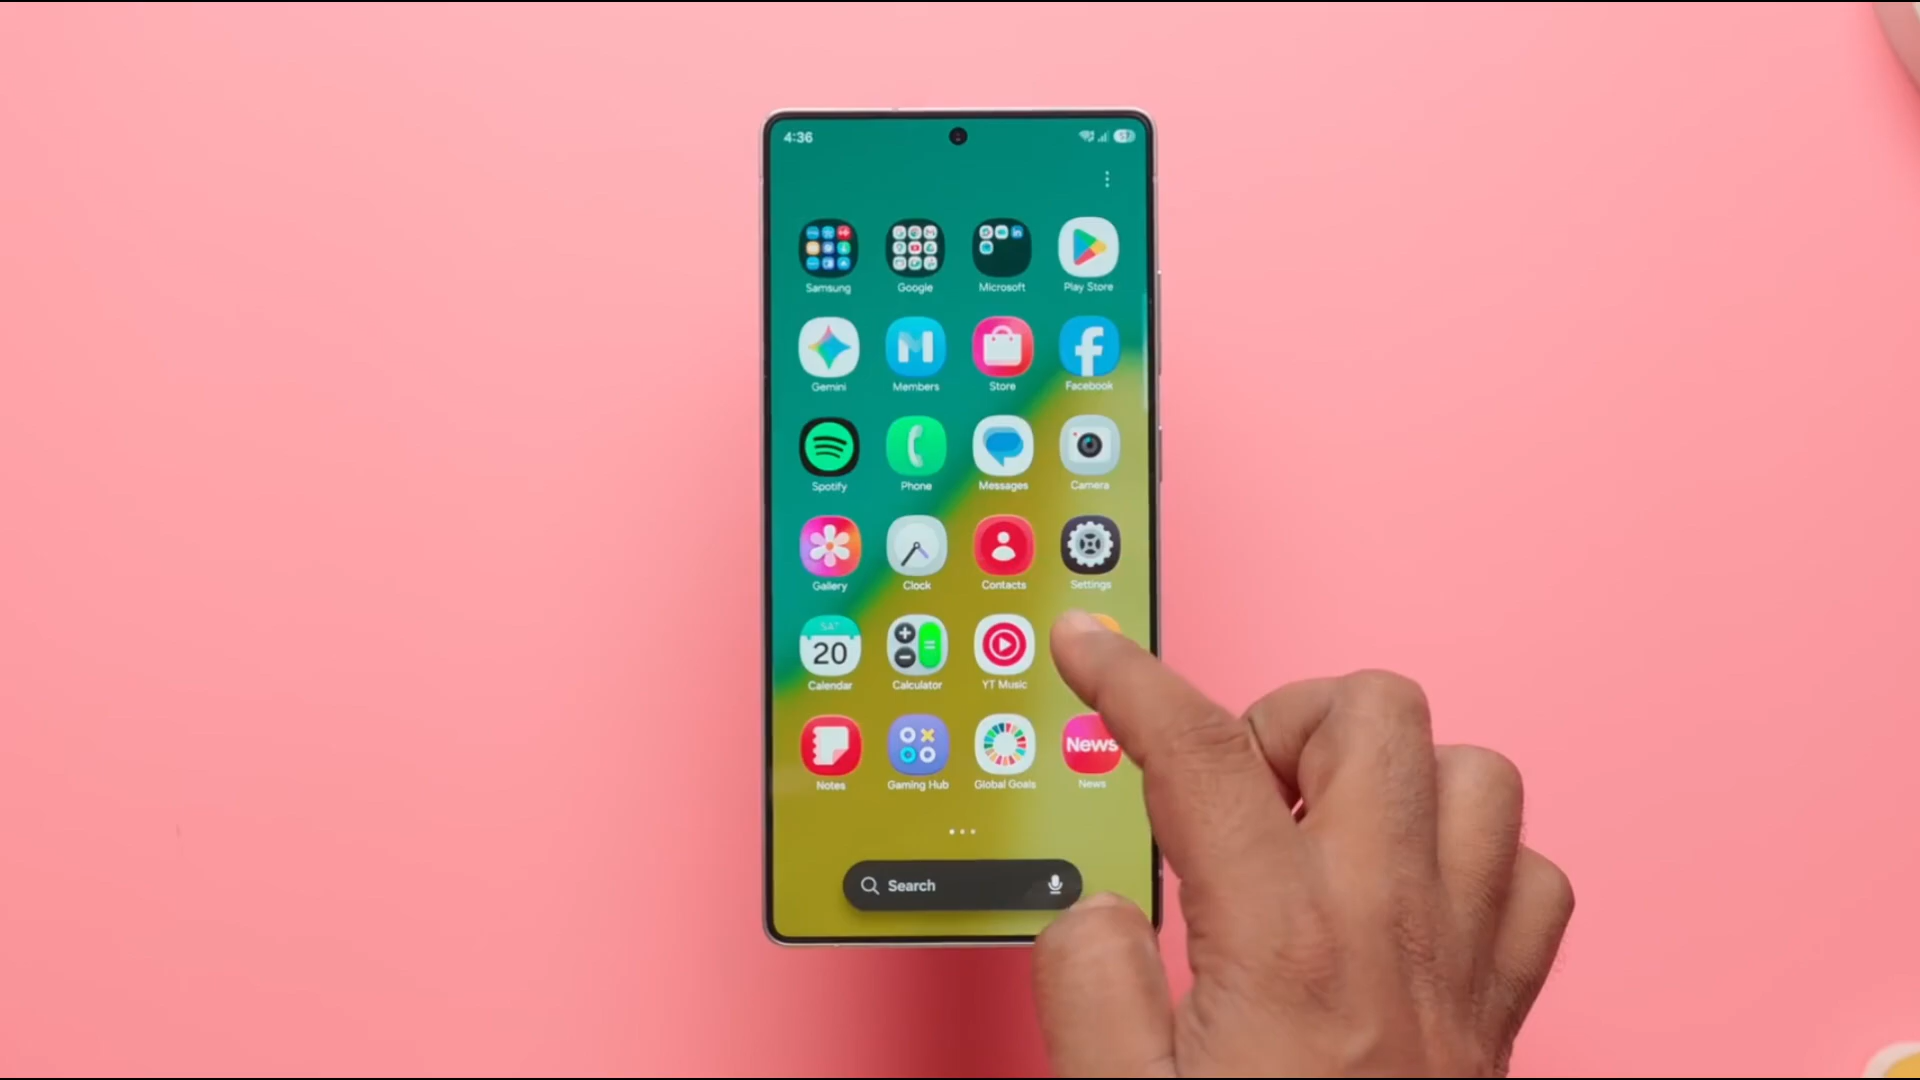 4:36
57
Samsung
Google
Microsoft
Play Store
Gemini
Members
Store
Facebook
Spotify
Phone
Messages
Camera
Gallery
Clock
Contacts
Settings
SAT
20
Calendar
Calculator
YT Music
Notes
Gaming Hub
Global Goals
News
News
Search